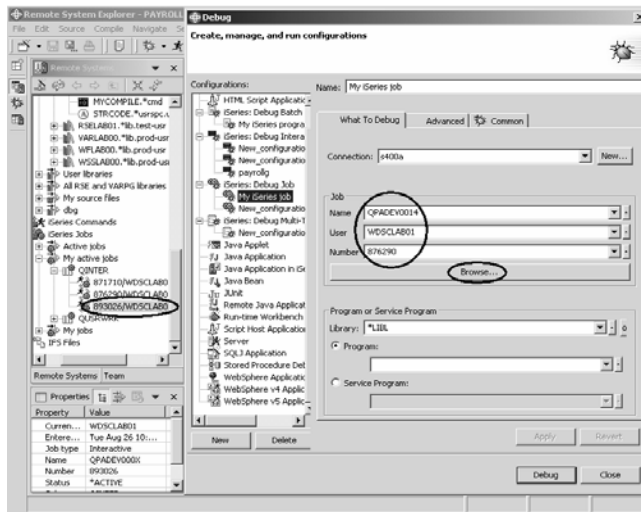 Remote System Explorer - PAYROLL
File Edit Source Compile Navigate
Remote Systems
MYCOMPILE.*cmd
STRCODE.*usrspc.
RSELAB01.*lib.test-usr
VARLAB00.*lib.prod-usr
WFLAB00.*lib.prod-usr
WSSLAB00.*lib.prod-usr
User libraries
All RSE and VARPG libraries
My source files
dbg
iSeries Commands
iSeries Jobs
Active jobs
My active jobs
QINTER
871710/WDSCLAB0
876290/WDSCLAB0
893026/WDSCLAB0
QUSRWRK
My jobs
IFS Files
Remote Systems Team
Properties
Property Value
Curren... WDSCLAB01
Entere... Tue Aug 26 10:...
Job type Interactive
Name QPADEV000X
Number 893026
Status *ACTIVE
Debug
Create, manage, and run configurations
Configurations:
HTML Script Applicatic
iSeries: Debug Batch
My iSeries progra
iSeries: Debug Intera
New_configuratio
New_configuratio
payrollg
iSeries: Debug Job
My iSeries job
New_configuratio
iSeries: Debug Multi-T
New_configuratio
Java Applet
Java Application
Java Application in iSe
Java Bean
JUnit
Remote Java Applicat
Run-time Workbench
Script Host Applicatio
Server
SQLJ Application
Stored Procedure Det
WebSphere Applicatic
WebSphere v4 Applic
WebSphere v5 Applic
New Delete
Name: My iSeries job
What To Debug Advanced Common
Connection: s400a New...
Job
Name QPADEV0014
User WDSCLAB01
Number 876290
Browse...
Program or Service Program
Library: *LIBL
Program:
Service Program:
Apply Revert
Debug Close